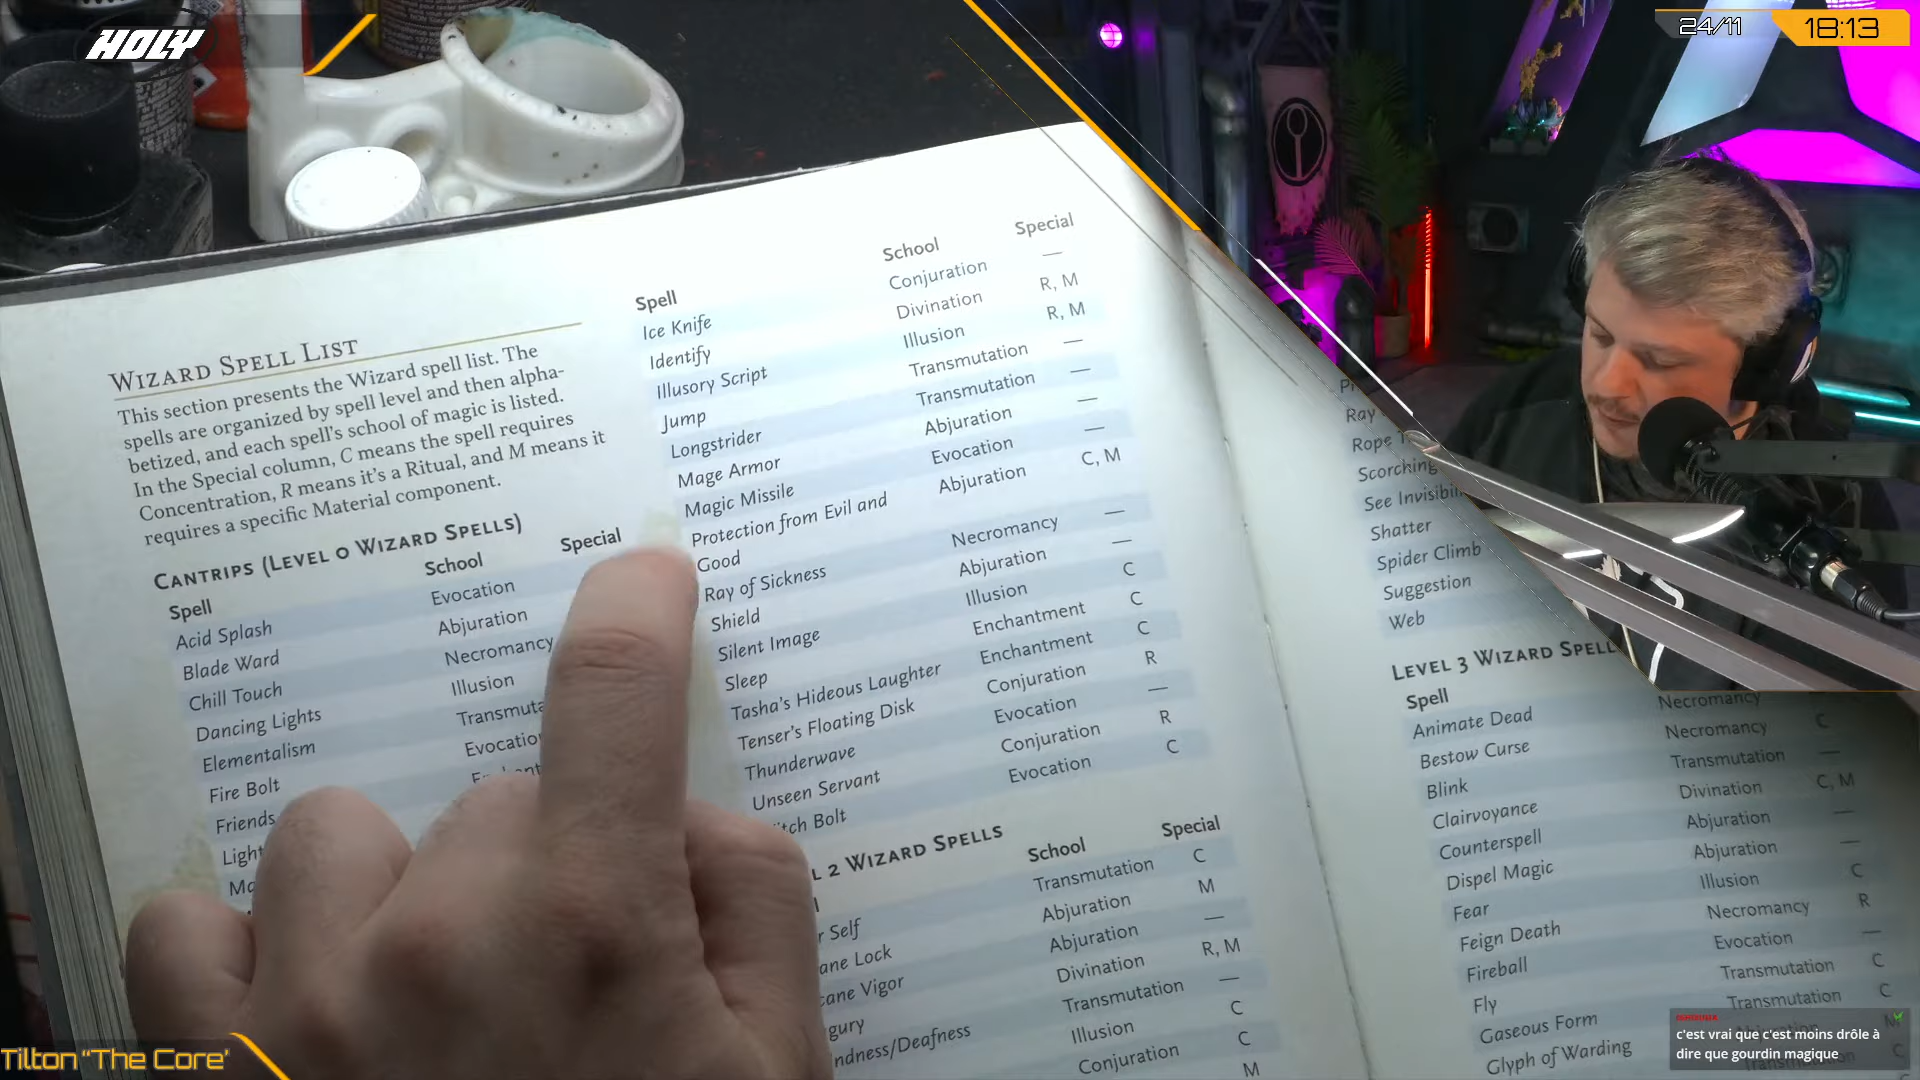 HOLY
24/11
18:13
WIZARD SPELL LIST
This section presents the Wizard spell list. The
spells are organized by spell level and then alpha-
betized, and each spell's school of magic is listed.
In the Special column, C means the spell requires
Concentration, R means it's a Ritual, and M means it
requires a specific Material component.
CANTRIPS (LEVEL 0 WIZARD SPELLS)
Spell School Special
Acid Splash Evocation
Blade Ward Abjuration
Chill Touch Necromancy
Dancing Lights Illusion
Elementalism
Fire Bolt
Friends
Light
Spell School Special
Ice Knife Conjuration —
Identify Divination R, M
Illusory Script Illusion R, M
Jump Transmutation —
Longstrider Transmutation —
Mage Armor Abjuration —
Magic Missile Evocation —
Protection from Evil and Abjuration C, M
Good
Ray of Sickness Necromancy —
Shield Abjuration —
Silent Image Illusion C
Sleep Enchantment C
Tasha's Hideous Laughter Enchantment C
Tenser's Floating Disk Conjuration R
Thunderwave Evocation —
Unseen Servant Conjuration R
Bolt Evocation C
2 WIZARD SPELLS
School Special
Self Transmutation C
Lock Abjuration M
Vigor Abjuration —
Divination R, M
Transmutation —
Illusion C
Conjuration C
M
Ray
Rope
Scorching
See
Shatter
Spider Climb
Suggestion
Web
LEVEL 3 WIZARD
Spell
Animate Dead Necromancy
Bestow Curse Necromancy C
Blink Transmutation —
Clairvoyance Divination C, M
Counterspell Abjuration —
Dispel Magic Abjuration —
Fear Illusion C
Feign Death Necromancy R
Fireball Evocation —
Fly Transmutation C
Gaseous Form Transmutation C
Glyph of Warding
Tilton "The Core"
c'est vrai que c'est moins drôle à
dire que gourdin magique